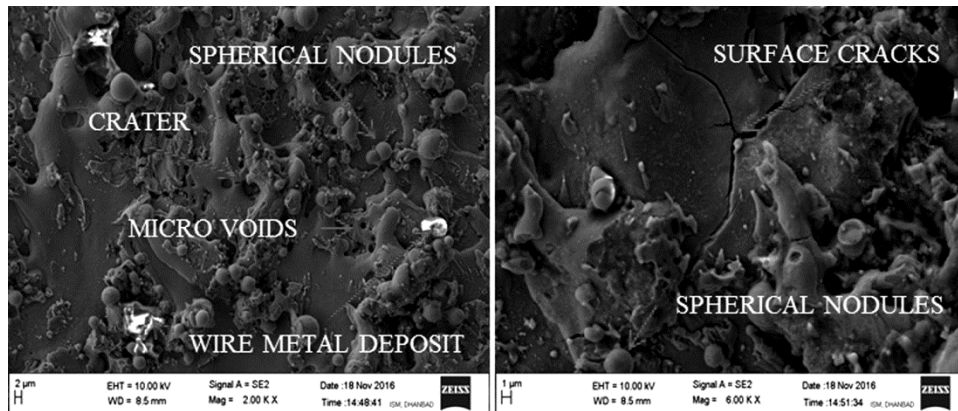 SPHERICAL NODULES
CRATER
MICRO VOIDS
WIRE METAL DEPOSIT
2 µm
EHT = 10.00 kV
WD = 8.5 mm
Signal A = SE2
Mag = 2.00 K X
Date :18 Nov 2016
Time :14:48:41
ISM, DHANBAD
ZEISS
SURFACE CRACKS
SPHERICAL NODULES
1 µm
EHT = 10.00 kV
WD = 8.5 mm
Signal A = SE2
Mag = 6.00 K X
Date :18 Nov 2016
Time :14:51:34
ISM, DHANBAD
ZEISS